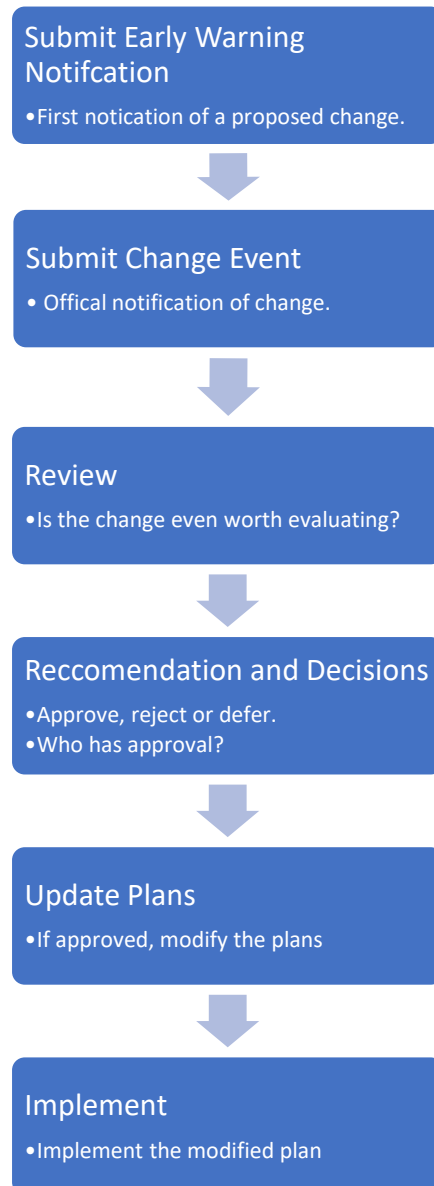 Submit Early Warning
Notifcation
•First notication of a proposed change.
Submit Change Event
• Offical notification of change.
Review
•Is the change even worth evaluating?
Reccomendation and Decisions
•Approve, reject or defer.
•Who has approval?
Update Plans
•If approved, modify the plans
Implement
•Implement the modified plan